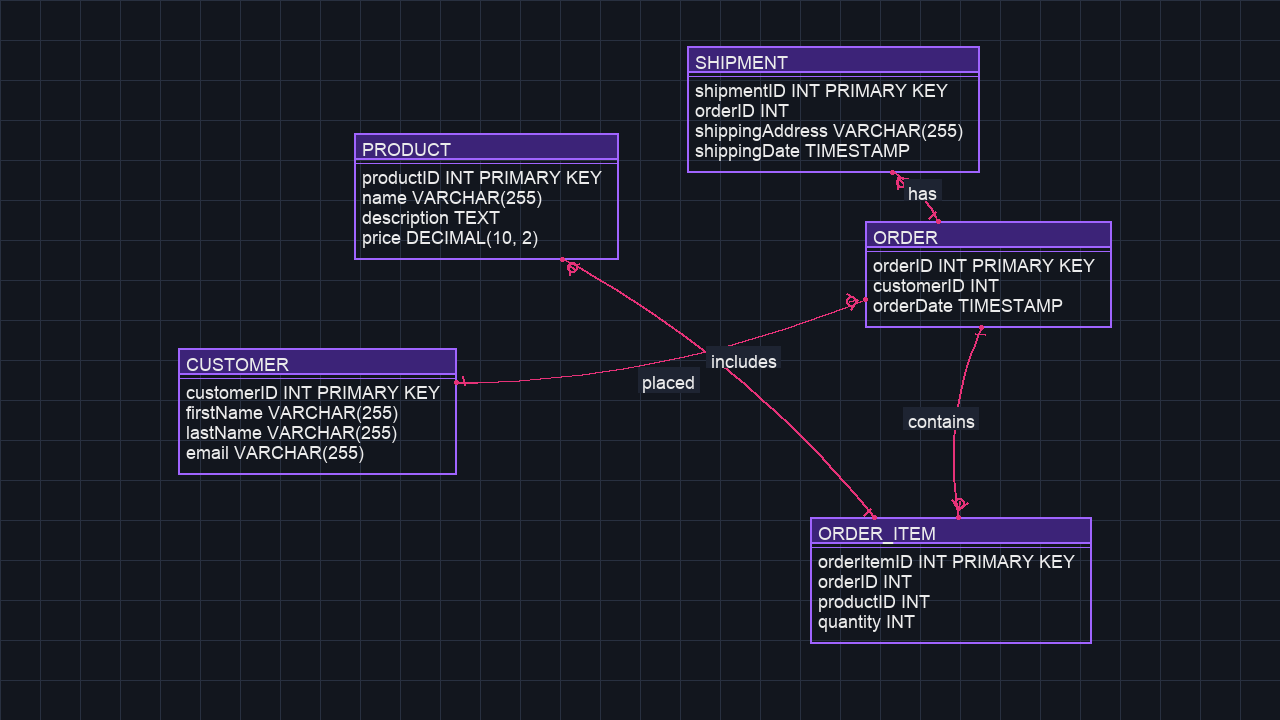 SHIPMENT
shipmentID INT PRIMARY KEY
orderID INT
shippingAddress VARCHAR(255)
shippingDate TIMESTAMP
PRODUCT
productID INT PRIMARY KEY
name VARCHAR(255)
description TEXT
price DECIMAL(10, 2)
has
ORDER
orderID INT PRIMARY KEY
customerID INT
orderDate TIMESTAMP
CUSTOMER
customerID INT PRIMARY KEY
firstName VARCHAR(255)
lastName VARCHAR(255)
email VARCHAR(255)
includes
placed
contains
ORDER_ITEM
orderItemID INT PRIMARY KEY
orderID INT
productID INT
quantity INT